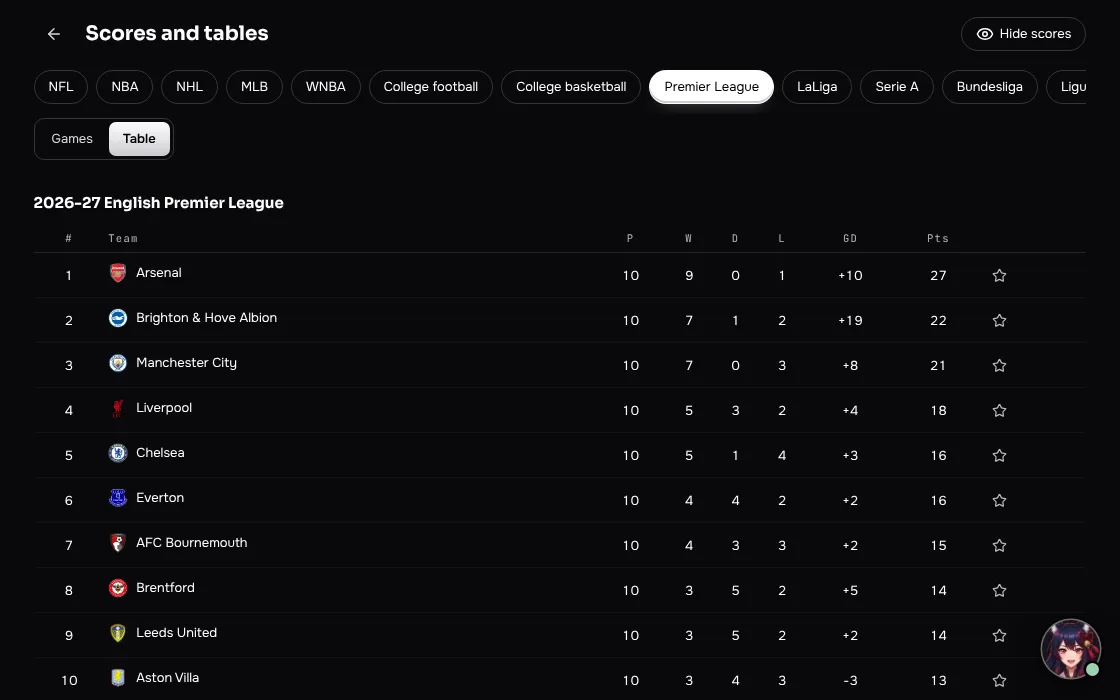 Scores and tables
Hide scores
NFL NBA NHL MLB WNBA College football College basketball Premier League LaLiga Serie A Bundesliga Ligu
Games Table
2026-27 English Premier League
# Team P W D L GD Pts
1 Arsenal 10 9 0 1 +10 27
2 Brighton & Hove Albion 10 7 1 2 +19 22
3 Manchester City 10 7 0 3 +8 21
4 Liverpool 10 5 3 2 +4 18
5 Chelsea 10 5 1 4 +3 16
6 Everton 10 4 4 2 +2 16
7 AFC Bournemouth 10 4 3 3 +2 15
8 Brentford 10 3 5 2 +5 14
9 Leeds United 10 3 5 2 +2 14
10 Aston Villa 10 3 4 3 -3 13